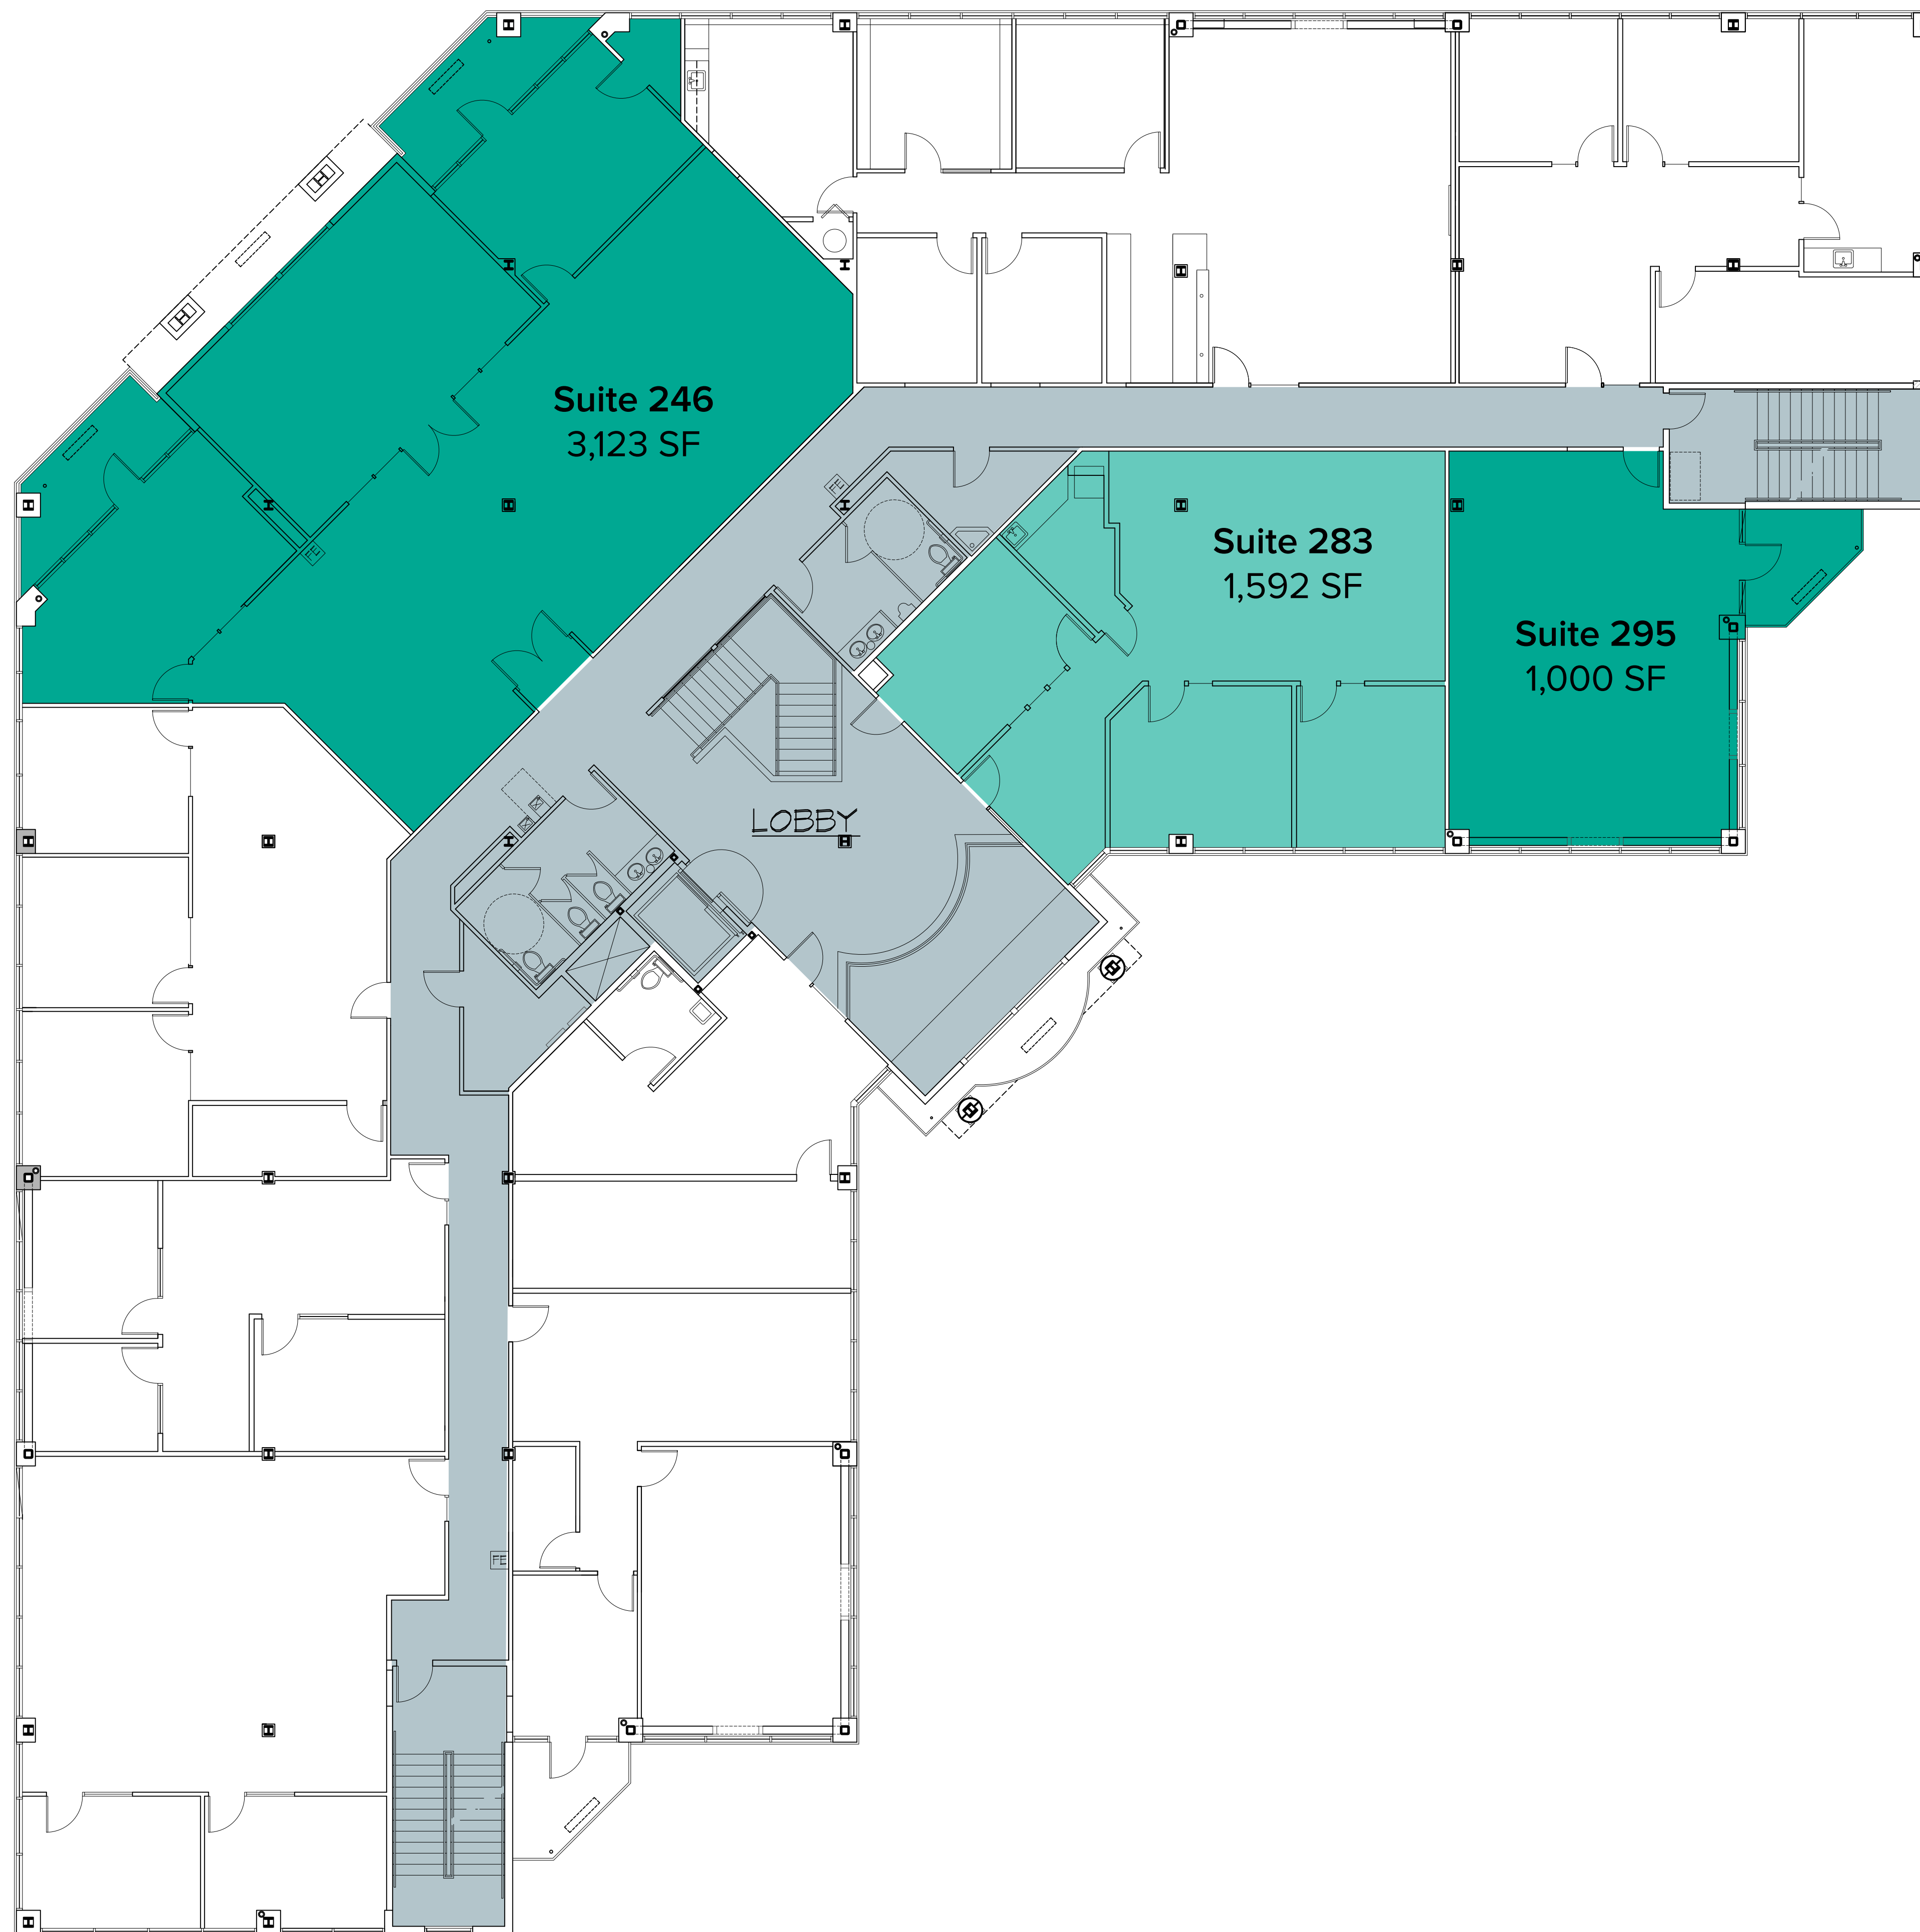 Suite 246
3,123 SF
FE
Suite 283
1,592 SF
FE
Suite 295
1,000 SF
LOBBY
FE